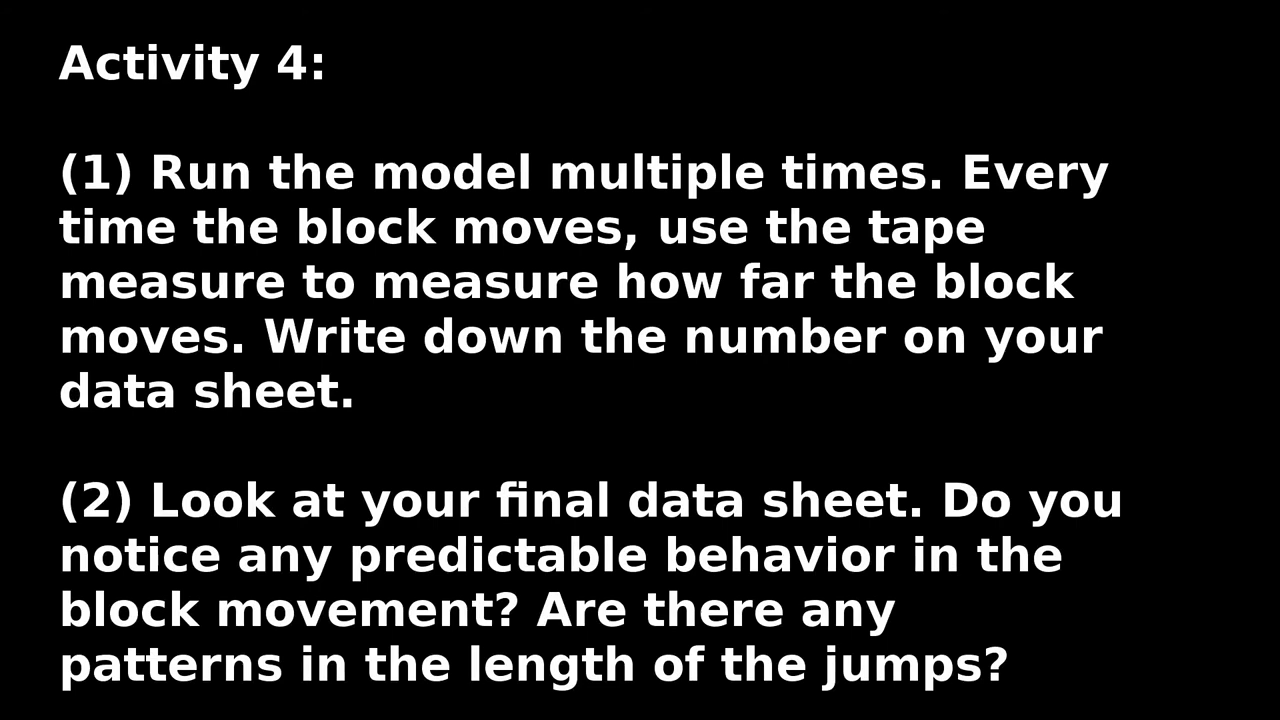 Activity 4:
(1) Run the model multiple times. Every
time the block moves, use the tape
measure to measure how far the block
moves. Write down the number on your
data sheet.
(2) Look at your final data sheet. Do you
notice any predictable behavior in the
block movement? Are there any
patterns in the length of the jumps?